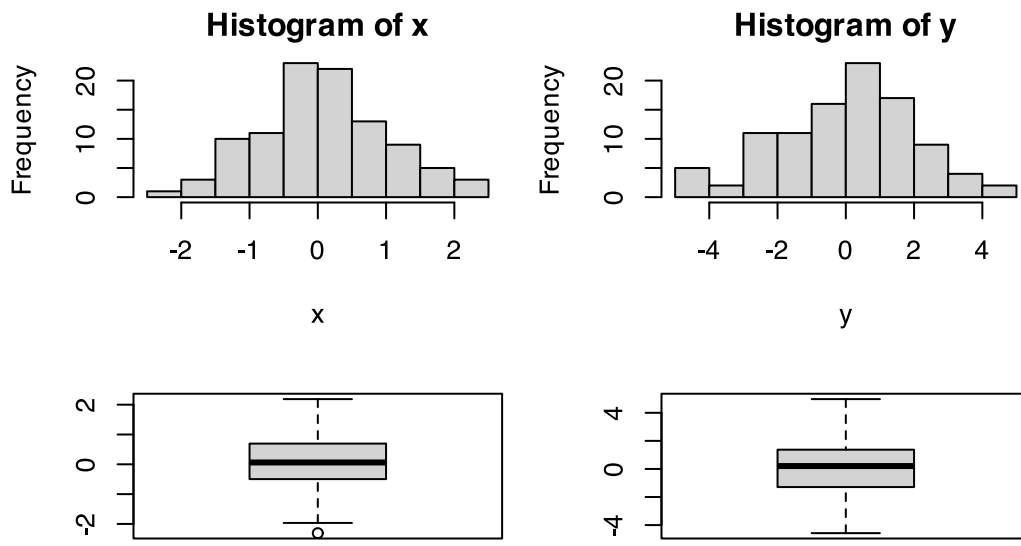 Histogram of x
Frequency
0 10 20
-2 -1 0 1 2
x
Histogram of y
Frequency
0 10 20
-4 -2 0 2 4
y
-2 0 2
-4 0 4